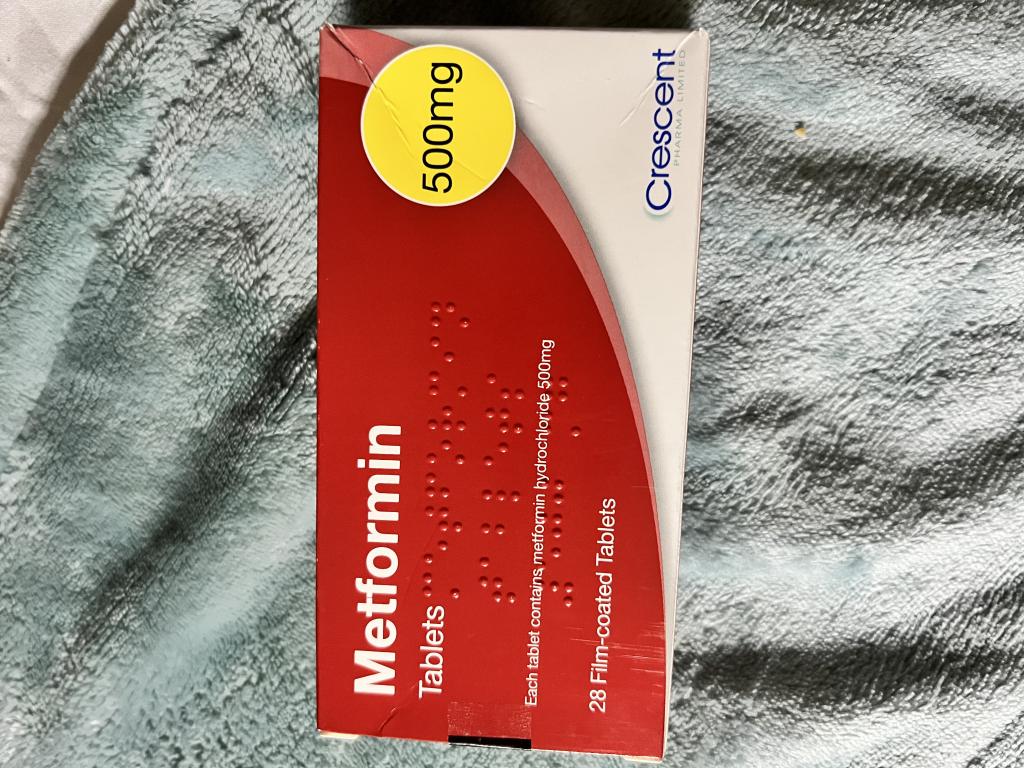 Metformin
Tablets
500mg
Each tablet contains metformin hydrochloride 500mg
28 Film-coated Tablets
Crescent
PHARMA LIMITED